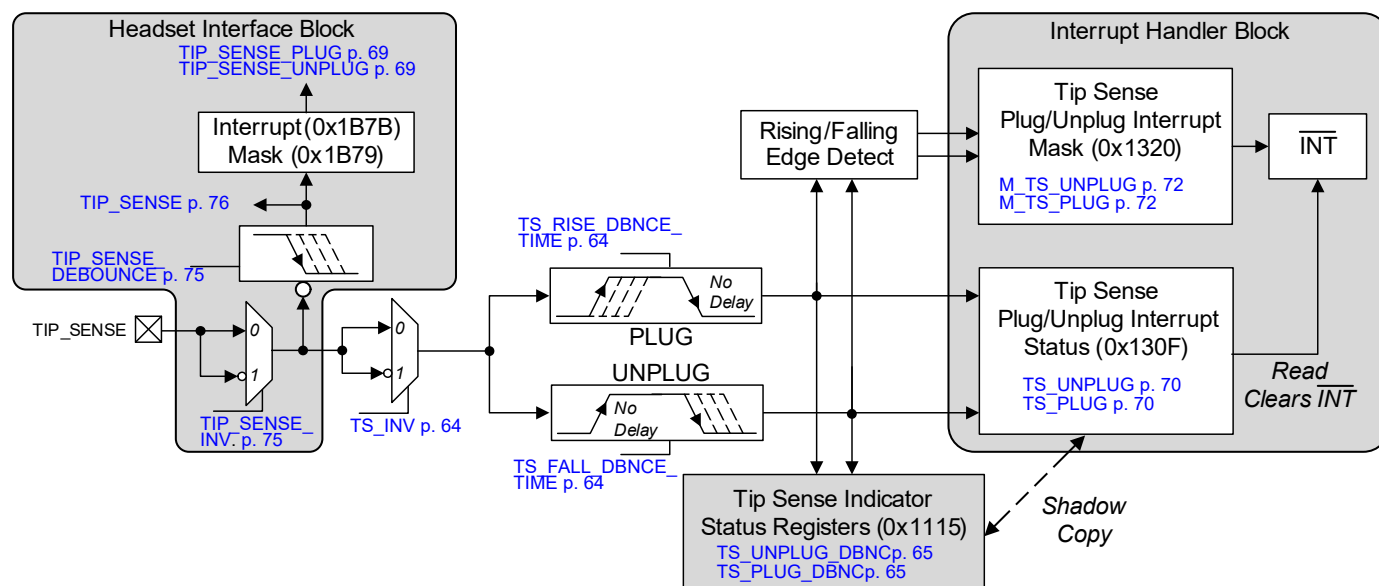 Headset Interface Block
TIP_SENSE_PLUG p. 69
TIP_SENSE_UNPLUG p. 69
Interrupt (0x1B7B)
Mask (0x1B79)
TIP_SENSE p. 76
TIP_SENSE_
DEBOUNCE p. 75
TIP_SENSE
0
1
TIP_SENSE_
INV. p. 75
0
1
TS_INV p. 64
TS_RISE_DBNCE_
TIME p. 64
No
Delay
PLUG
UNPLUG
No
Delay
TS_FALL_DBNCE_
TIME p. 64
Rising/Falling
Edge Detect
Interrupt Handler Block
Tip Sense
Plug/Unplug Interrupt
Mask (0x1320)
M_TS_UNPLUG p. 72
M_TS_PLUG p. 72
INT
Tip Sense
Plug/Unplug Interrupt
Status (0x130F)
TS_UNPLUG p. 70
TS_PLUG p. 70
Read
Clears INT
Tip Sense Indicator
Status Registers (0x1115)
TS_UNPLUG_DBNCp. 65
TS_PLUG_DBNCp. 65
Shadow
Copy